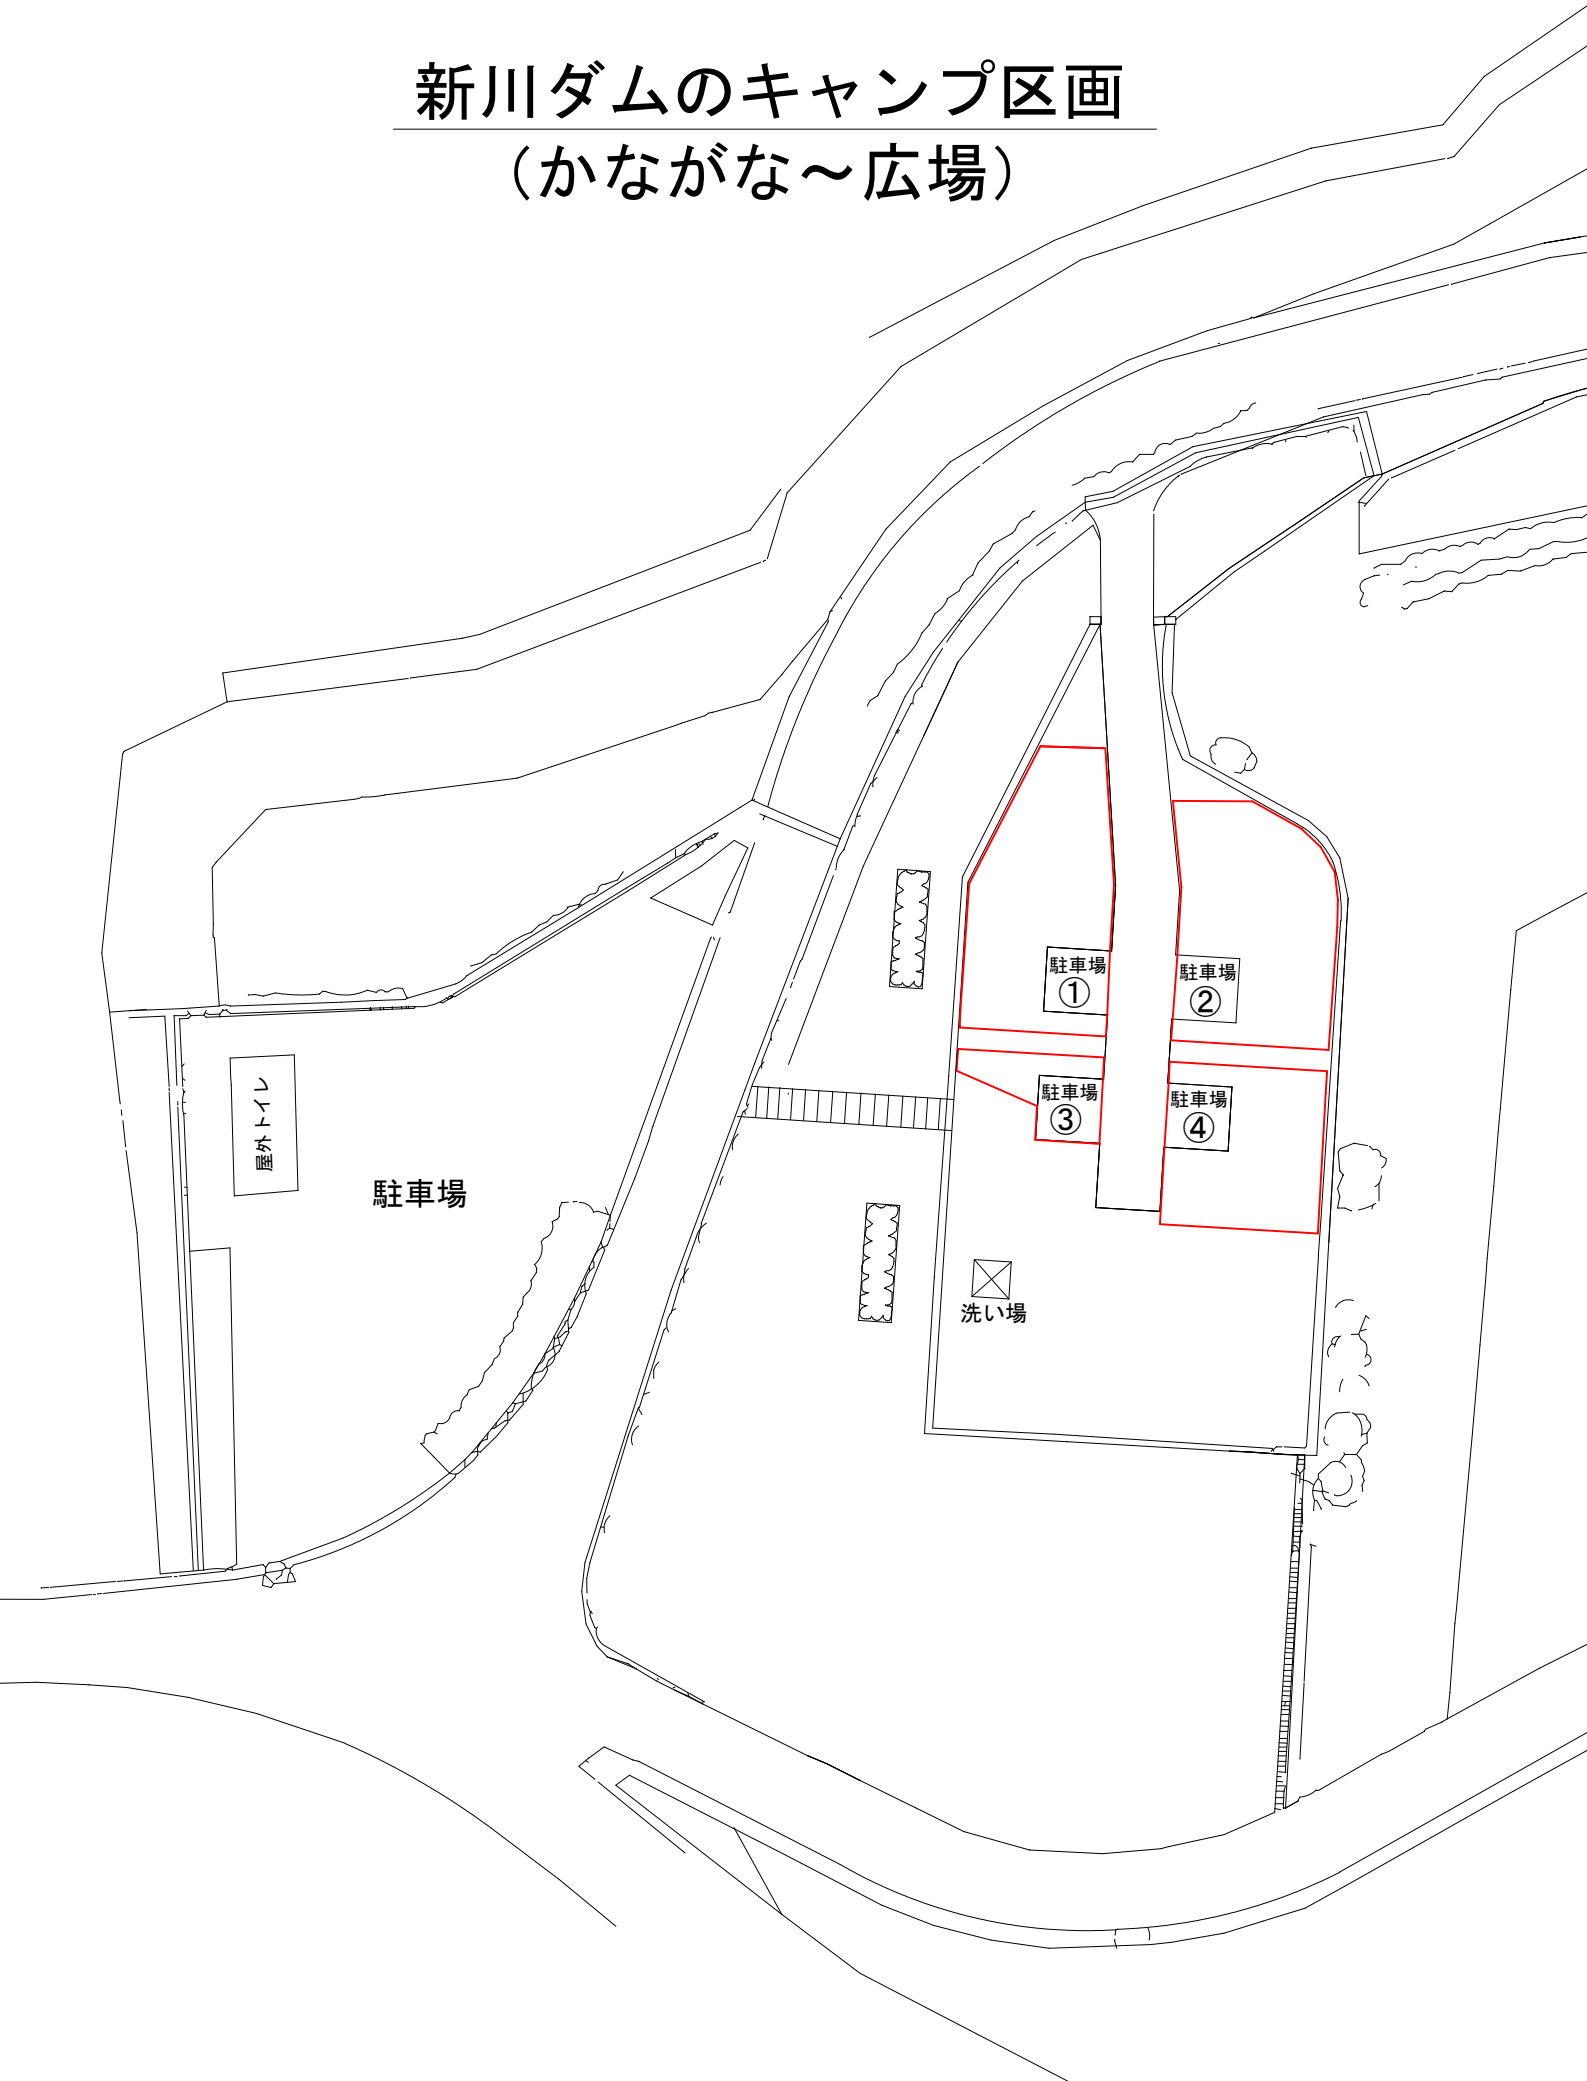 新川ダムのキャンプ区画
（かながな～広場）
駐車場
①
駐車場
②
駐車場
③
駐車場
④
屋外トイレ
駐車場
洗い場